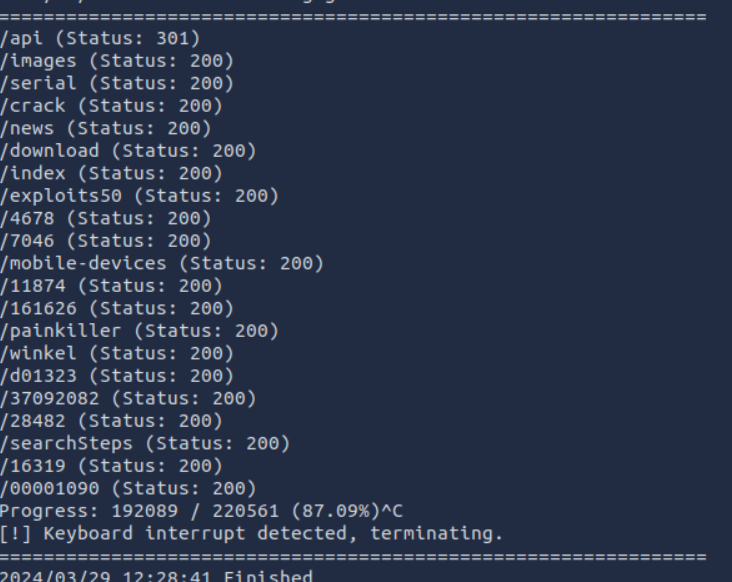 ===============================================================
/api (Status: 301)
/images (Status: 200)
/serial (Status: 200)
/crack (Status: 200)
/news (Status: 200)
/download (Status: 200)
/index (Status: 200)
/exploits50 (Status: 200)
/4678 (Status: 200)
/7046 (Status: 200)
/mobile-devices (Status: 200)
/11874 (Status: 200)
/161626 (Status: 200)
/painkiller (Status: 200)
/winkel (Status: 200)
/d01323 (Status: 200)
/37092082 (Status: 200)
/28482 (Status: 200)
/searchSteps (Status: 200)
/16319 (Status: 200)
/00001090 (Status: 200)
Progress: 192089 / 220561 (87.09%)^C
[!] Keyboard interrupt detected, terminating.
===============================================================
2024/03/29 12:28:41 Finished